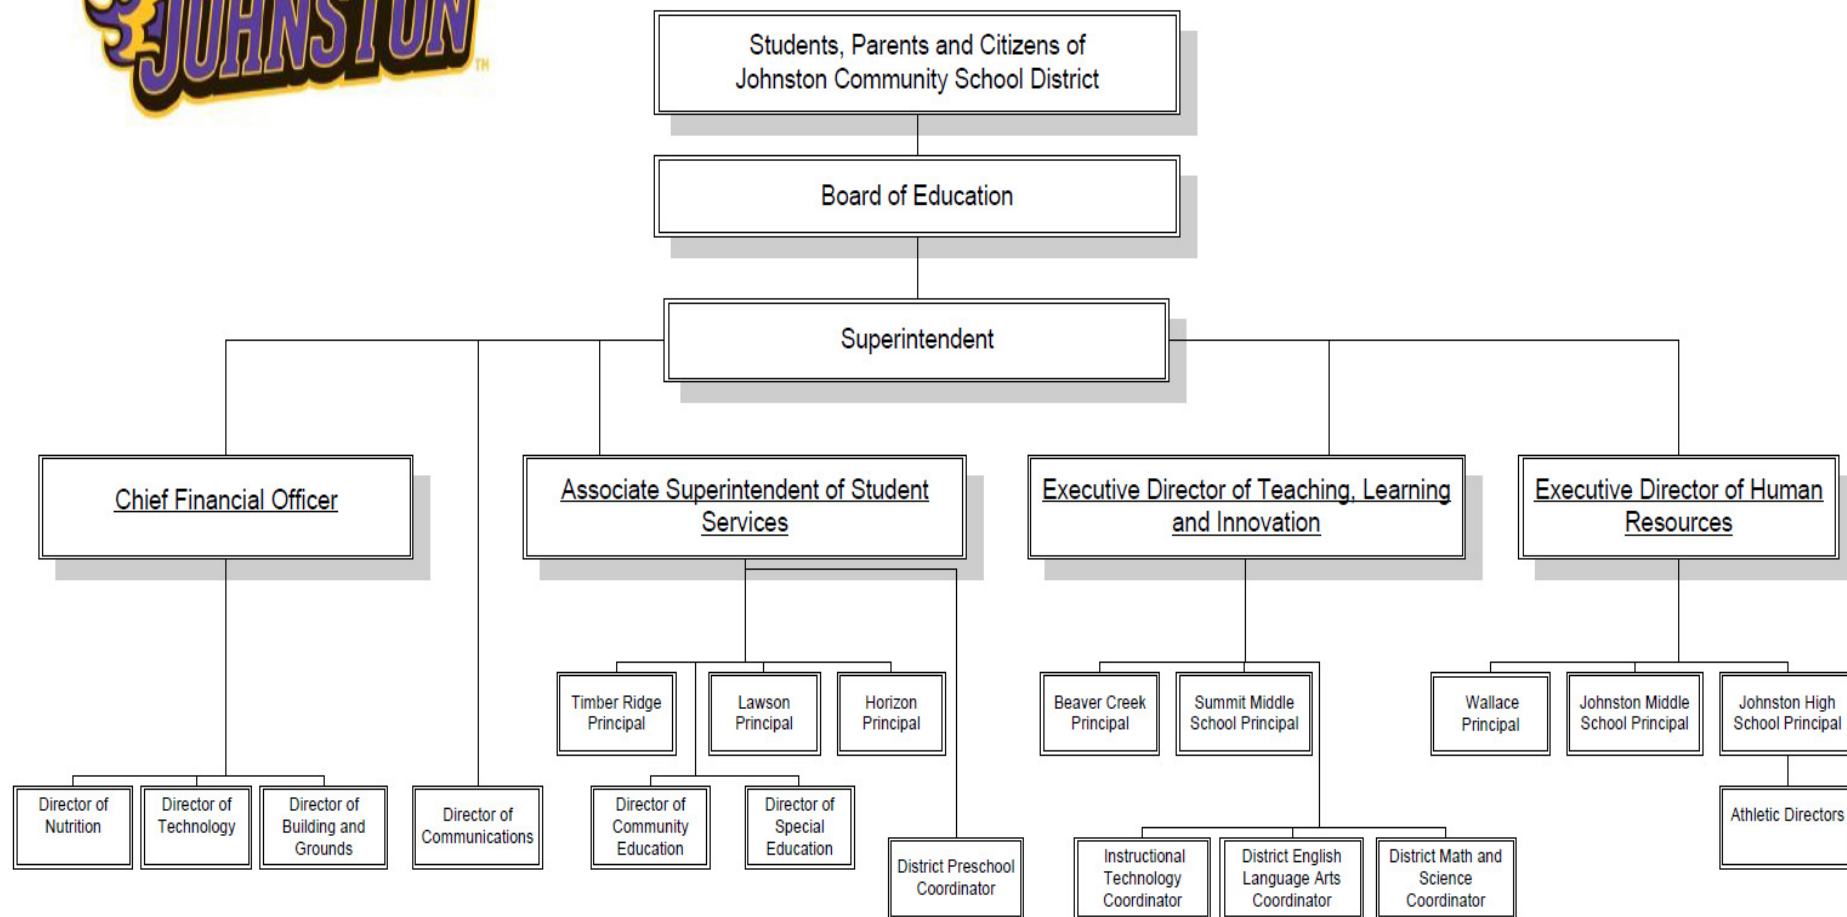 JOHNSTON
TM
Students, Parents and Citizens of
Johnston Community School District
Board of Education
Superintendent
Chief Financial Officer
Associate Superintendent of Student
Services
Executive Director of Teaching, Learning
and Innovation
Executive Director of Human
Resources
Timber Ridge
Principal
Lawson
Principal
Horizon
Principal
Beaver Creek
Principal
Summit Middle
School Principal
Wallace
Principal
Johnston Middle
School Principal
Johnston High
School Principal
Director of
Nutrition
Director of
Technology
Director of
Building and
Grounds
Director of
Communications
Director of
Community
Education
Director of
Special
Education
District Preschool
Coordinator
Instructional
Technology
Coordinator
District English
Language Arts
Coordinator
District Math and
Science
Coordinator
Athletic Directors